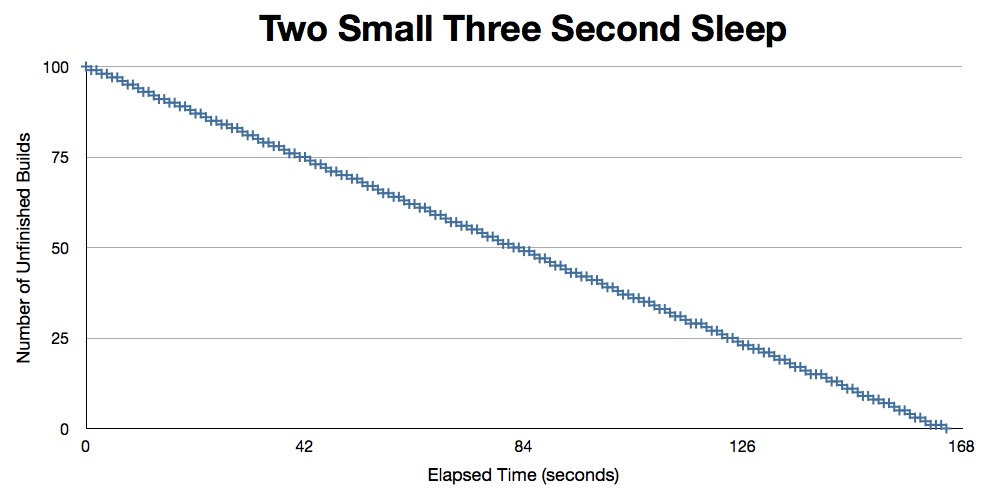 Two Small Three Second Sleep
Number of Unfinished Builds
100
75
50
25
0
0 42 84 126 168
Elapsed Time (seconds)